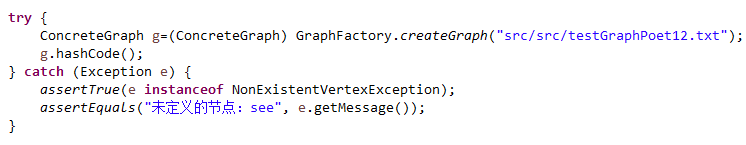 try {
    ConcreteGraph g=(ConcreteGraph) GraphFactory.createGraph("src/src/testGraphPoet12.txt");
    g.hashCode();
} catch (Exception e) {
    assertTrue(e instanceof NonExistentVertexException);
    assertEquals("未定义的节点：see", e.getMessage());
}